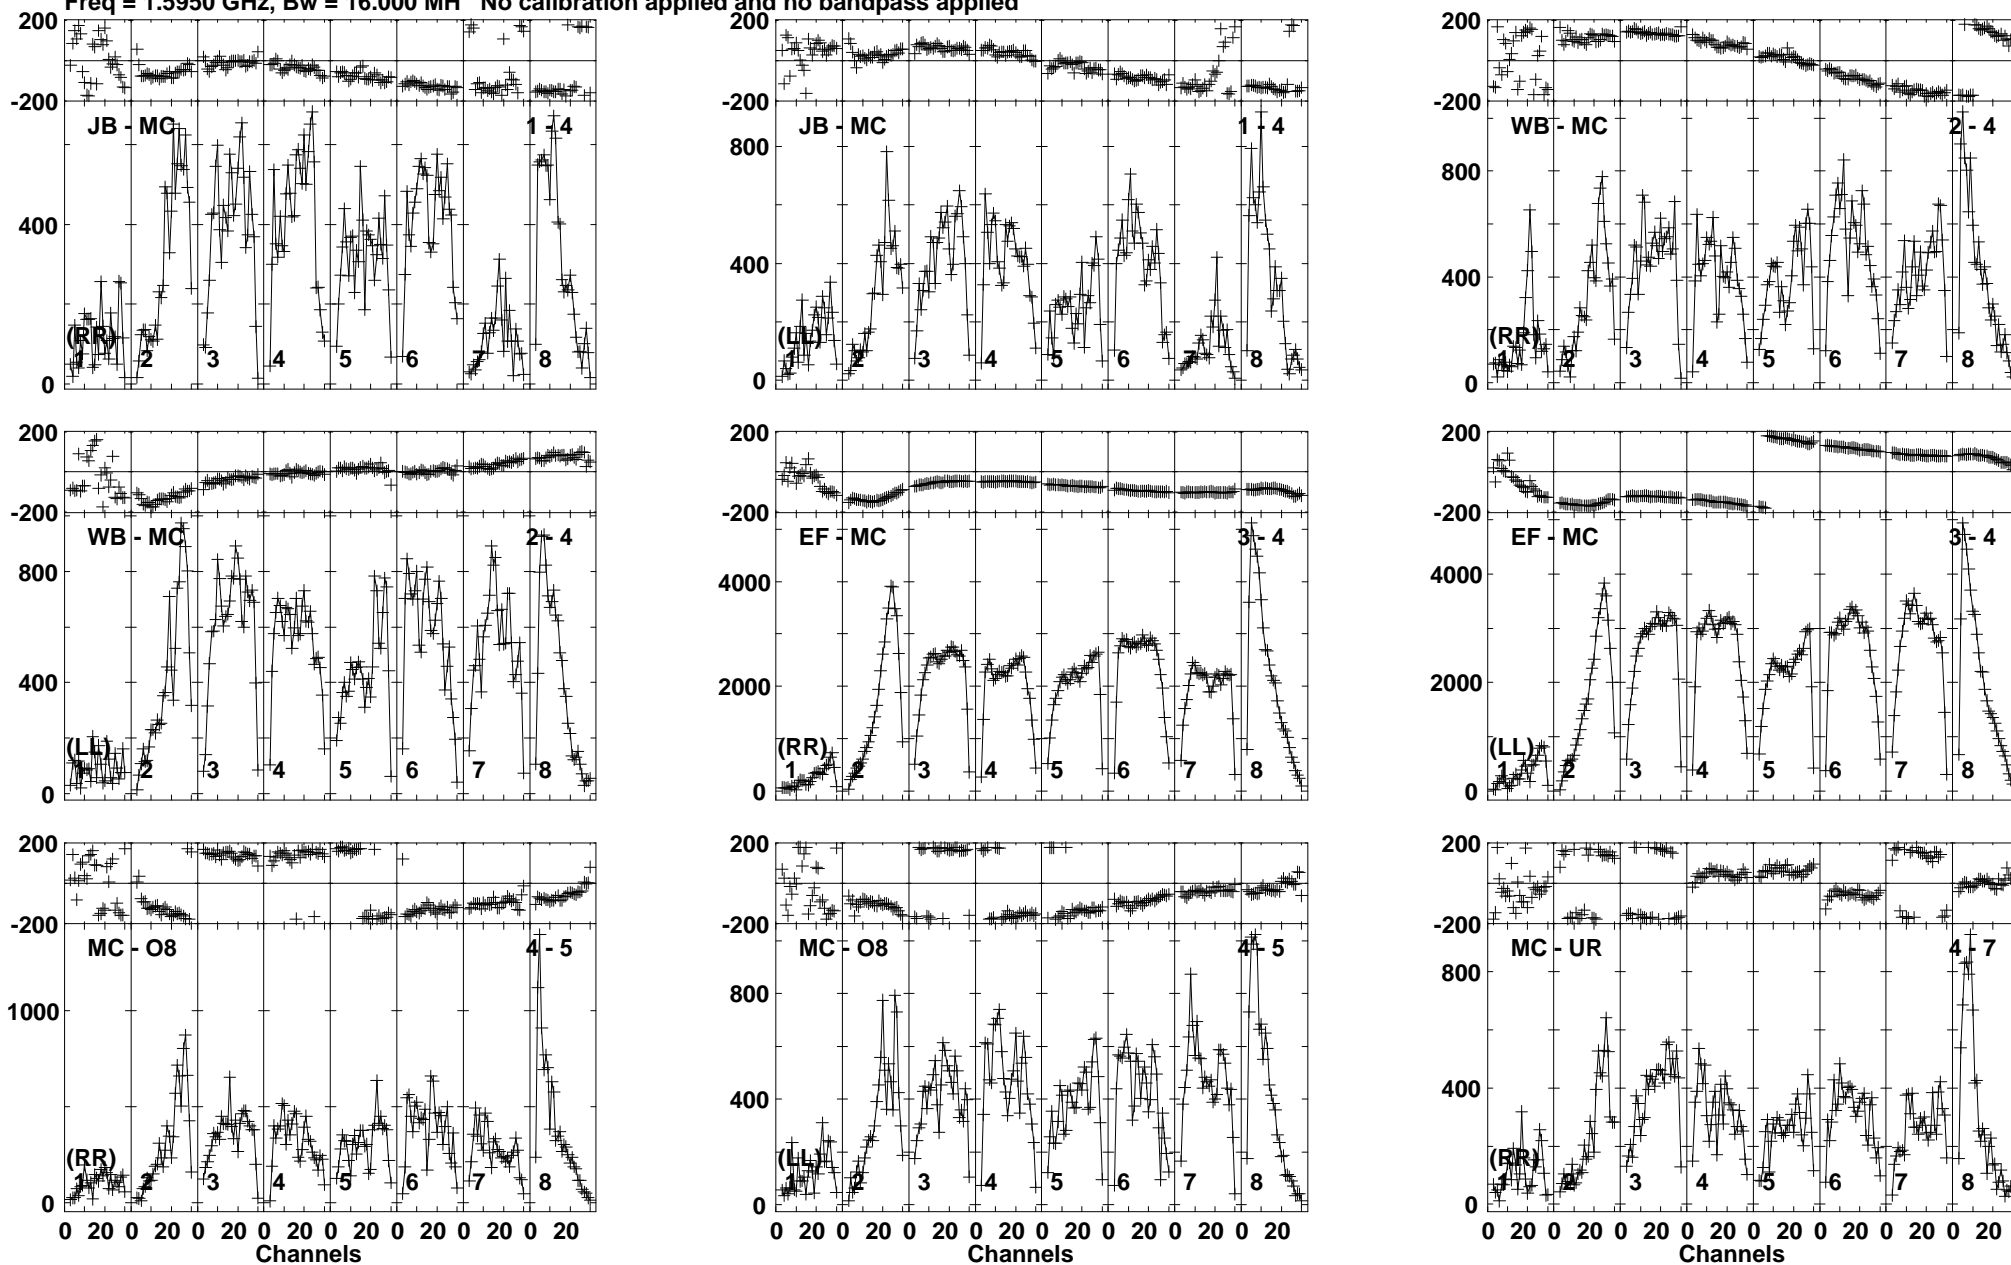 Freq = 1.5950 GHz, Bw = 16.000 MH No calibration applied and no bandpass applied
200 200 200
-200 -200 -200
JB - MC 1 - 4 JB - MC 1 - 4 WB - MC 2 - 4
800 800
400 400 400
(RR) (LL) (RR)
1 2 3 4 5 6 7 8 1 2 3 4 5 6 7 8 1 2 3 4 5 6 7 8
0 0 0
200 200 200
-200 -200 -200
WB - MC 2 - 4 EF - MC 3 - 4 EF - MC 3 - 4
800 4000 4000
400 2000 2000
(LL) (RR) (LL)
1 2 3 4 5 6 7 8 1 2 3 4 5 6 7 8 1 2 3 4 5 6 7 8
0 0 0
200 200 200
-200 -200 -200
MC - O8 4 - 5 MC - O8 4 - 5 MC - UR 4 - 7
1000 800 800
400 400
(RR) (LL) (RR)
1 2 3 4 5 6 7 8 1 2 3 4 5 6 7 8 1 2 3 4 5 6 7 8
0 0 0
0 20 0 20 0 20 0 20 0 20 0 20 0 20 0 20 0 20 0 20 0 20 0 20 0 20 0 20 0 20 0 20 0 20 0 20 0 20 0 20 0 20 0 20 0 20 0 20
Channels Channels Channels